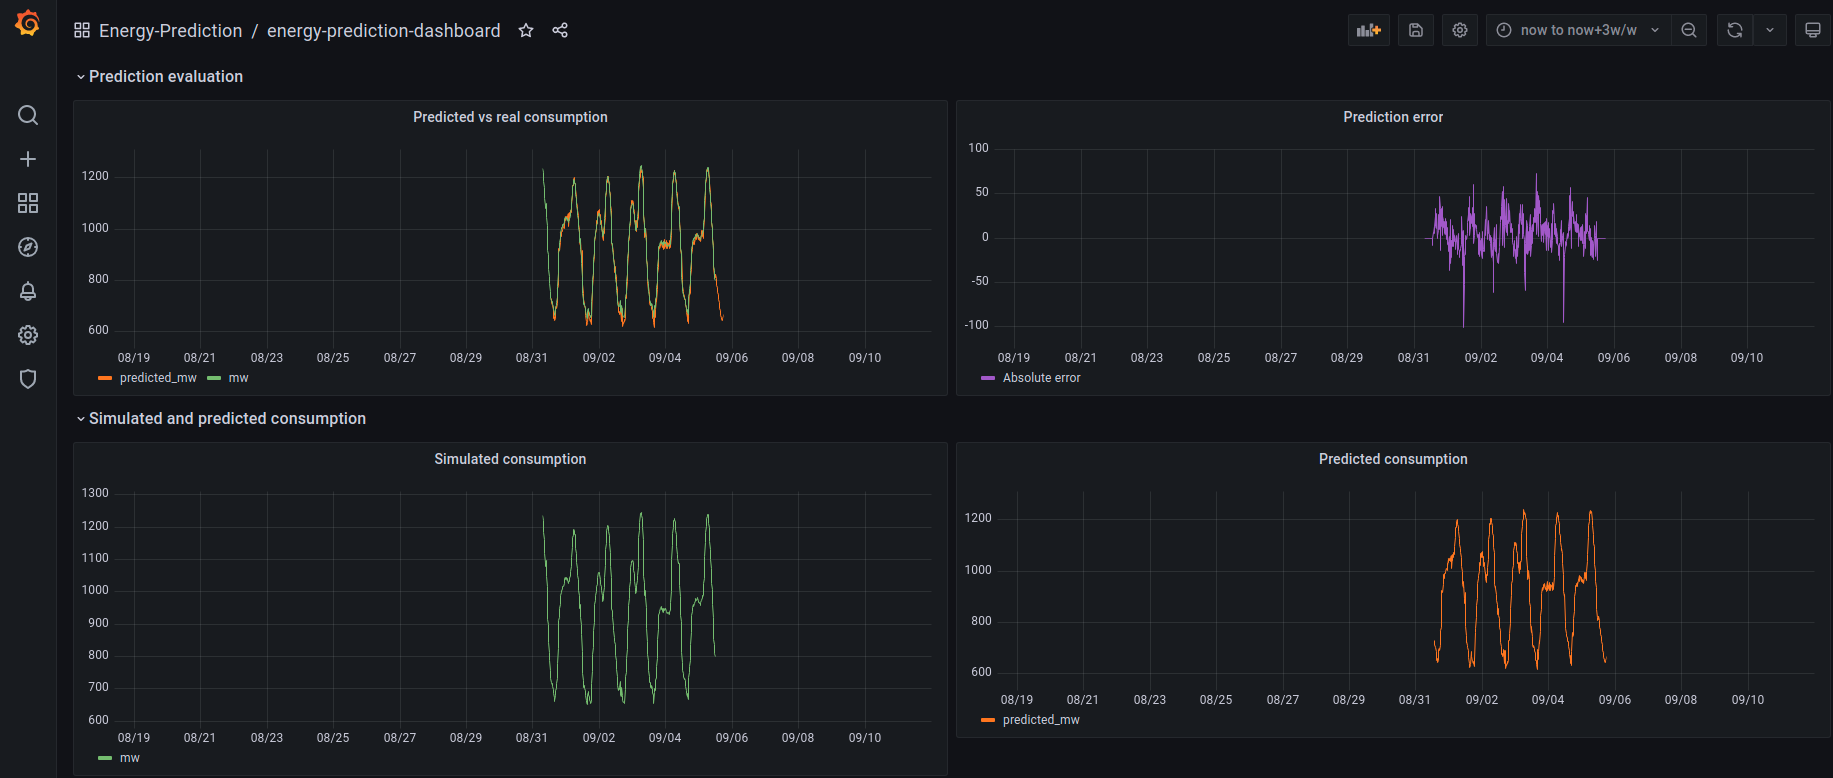 Energy-Prediction / energy-prediction-dashboard
now to now+3w/w
Prediction evaluation
Predicted vs real consumption
1200
1000
800
600
08/19 08/21 08/23 08/25 08/27 08/29 08/31 09/02 09/04 09/06 09/08 09/10
predicted_mw mw
Prediction error
100
50
0
-50
-100
08/19 08/21 08/23 08/25 08/27 08/29 08/31 09/02 09/04 09/06 09/08 09/10
Absolute error
Simulated and predicted consumption
Simulated consumption
1300
1200
1100
1000
900
800
700
600
08/19 08/21 08/23 08/25 08/27 08/29 08/31 09/02 09/04 09/06 09/08 09/10
mw
Predicted consumption
1200
1000
800
600
08/19 08/21 08/23 08/25 08/27 08/29 08/31 09/02 09/04 09/06 09/08 09/10
predicted_mw